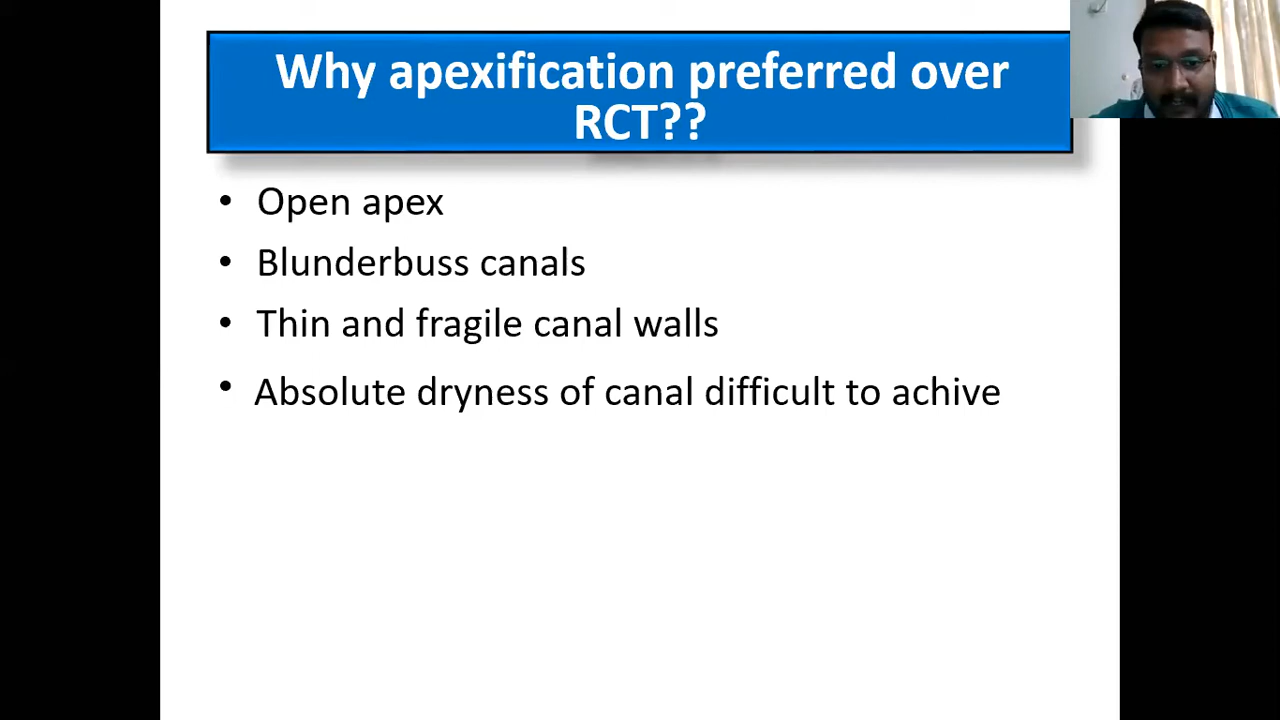 Why apexification preferred over
RCT??
• Open apex
• Blunderbuss canals
• Thin and fragile canal walls
• Absolute dryness of canal difficult to achive